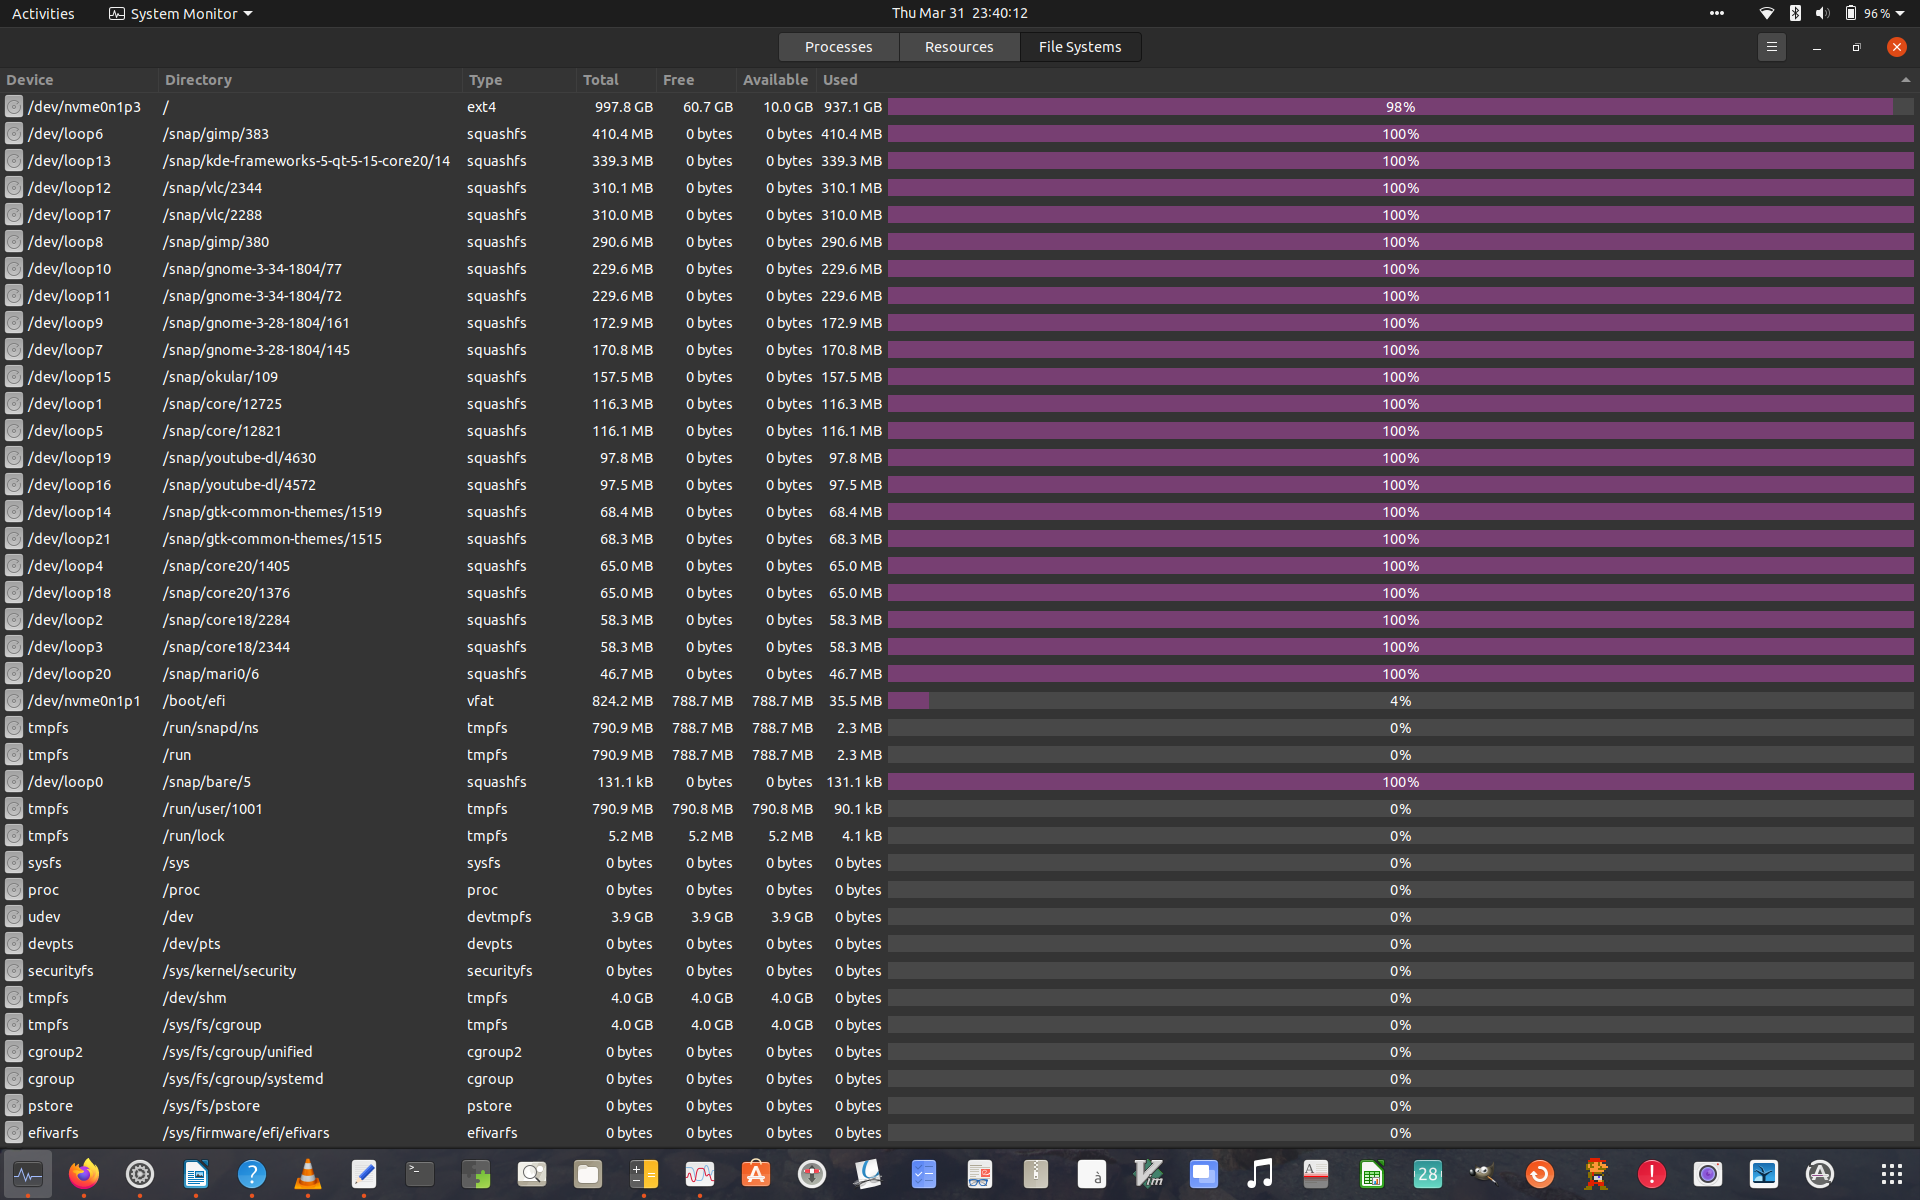 Activities System Monitor Thu Mar 31 23:40:12 96 %
Processes Resources File Systems
Device Directory Type Total Free Available Used
/dev/nvme0n1p3 / ext4 997.8 GB 60.7 GB 10.0 GB 937.1 GB 98%
/dev/loop6 /snap/gimp/383 squashfs 410.4 MB 0 bytes 0 bytes 410.4 MB 100%
/dev/loop13 /snap/kde-frameworks-5-qt-5-15-core20/14 squashfs 339.3 MB 0 bytes 0 bytes 339.3 MB 100%
/dev/loop12 /snap/vlc/2344 squashfs 310.1 MB 0 bytes 0 bytes 310.1 MB 100%
/dev/loop17 /snap/vlc/2288 squashfs 310.0 MB 0 bytes 0 bytes 310.0 MB 100%
/dev/loop8 /snap/gimp/380 squashfs 290.6 MB 0 bytes 0 bytes 290.6 MB 100%
/dev/loop10 /snap/gnome-3-34-1804/77 squashfs 229.6 MB 0 bytes 0 bytes 229.6 MB 100%
/dev/loop11 /snap/gnome-3-34-1804/72 squashfs 229.6 MB 0 bytes 0 bytes 229.6 MB 100%
/dev/loop9 /snap/gnome-3-28-1804/161 squashfs 172.9 MB 0 bytes 0 bytes 172.9 MB 100%
/dev/loop7 /snap/gnome-3-28-1804/145 squashfs 170.8 MB 0 bytes 0 bytes 170.8 MB 100%
/dev/loop15 /snap/okular/109 squashfs 157.5 MB 0 bytes 0 bytes 157.5 MB 100%
/dev/loop1 /snap/core/12725 squashfs 116.3 MB 0 bytes 0 bytes 116.3 MB 100%
/dev/loop5 /snap/core/12821 squashfs 116.1 MB 0 bytes 0 bytes 116.1 MB 100%
/dev/loop19 /snap/youtube-dl/4630 squashfs 97.8 MB 0 bytes 0 bytes 97.8 MB 100%
/dev/loop16 /snap/youtube-dl/4572 squashfs 97.5 MB 0 bytes 0 bytes 97.5 MB 100%
/dev/loop14 /snap/gtk-common-themes/1519 squashfs 68.4 MB 0 bytes 0 bytes 68.4 MB 100%
/dev/loop21 /snap/gtk-common-themes/1515 squashfs 68.3 MB 0 bytes 0 bytes 68.3 MB 100%
/dev/loop4 /snap/core20/1405 squashfs 65.0 MB 0 bytes 0 bytes 65.0 MB 100%
/dev/loop18 /snap/core20/1376 squashfs 65.0 MB 0 bytes 0 bytes 65.0 MB 100%
/dev/loop2 /snap/core18/2284 squashfs 58.3 MB 0 bytes 0 bytes 58.3 MB 100%
/dev/loop3 /snap/core18/2344 squashfs 58.3 MB 0 bytes 0 bytes 58.3 MB 100%
/dev/loop20 /snap/mari0/6 squashfs 46.7 MB 0 bytes 0 bytes 46.7 MB 100%
/dev/nvme0n1p1 /boot/efi vfat 824.2 MB 788.7 MB 788.7 MB 35.5 MB 4%
tmpfs /run/snapd/ns tmpfs 790.9 MB 788.7 MB 788.7 MB 2.3 MB 0%
tmpfs /run tmpfs 790.9 MB 788.7 MB 788.7 MB 2.3 MB 0%
/dev/loop0 /snap/bare/5 squashfs 131.1 kB 0 bytes 0 bytes 131.1 kB 100%
tmpfs /run/user/1001 tmpfs 790.9 MB 790.8 MB 790.8 MB 90.1 kB 0%
tmpfs /run/lock tmpfs 5.2 MB 5.2 MB 5.2 MB 4.1 kB 0%
sysfs /sys sysfs 0 bytes 0 bytes 0 bytes 0 bytes 0%
proc /proc proc 0 bytes 0 bytes 0 bytes 0 bytes 0%
udev /dev devtmpfs 3.9 GB 3.9 GB 3.9 GB 0 bytes 0%
devpts /dev/pts devpts 0 bytes 0 bytes 0 bytes 0 bytes 0%
securityfs /sys/kernel/security securityfs 0 bytes 0 bytes 0 bytes 0 bytes 0%
tmpfs /dev/shm tmpfs 4.0 GB 4.0 GB 4.0 GB 0 bytes 0%
tmpfs /sys/fs/cgroup tmpfs 4.0 GB 4.0 GB 4.0 GB 0 bytes 0%
cgroup2 /sys/fs/cgroup/unified cgroup2 0 bytes 0 bytes 0 bytes 0 bytes 0%
cgroup /sys/fs/cgroup/systemd cgroup 0 bytes 0 bytes 0 bytes 0 bytes 0%
pstore /sys/fs/pstore pstore 0 bytes 0 bytes 0 bytes 0 bytes 0%
efivarfs /sys/firmware/efi/efivars efivarfs 0 bytes 0 bytes 0 bytes 0 bytes 0%
? >_ à Vim A 28 !